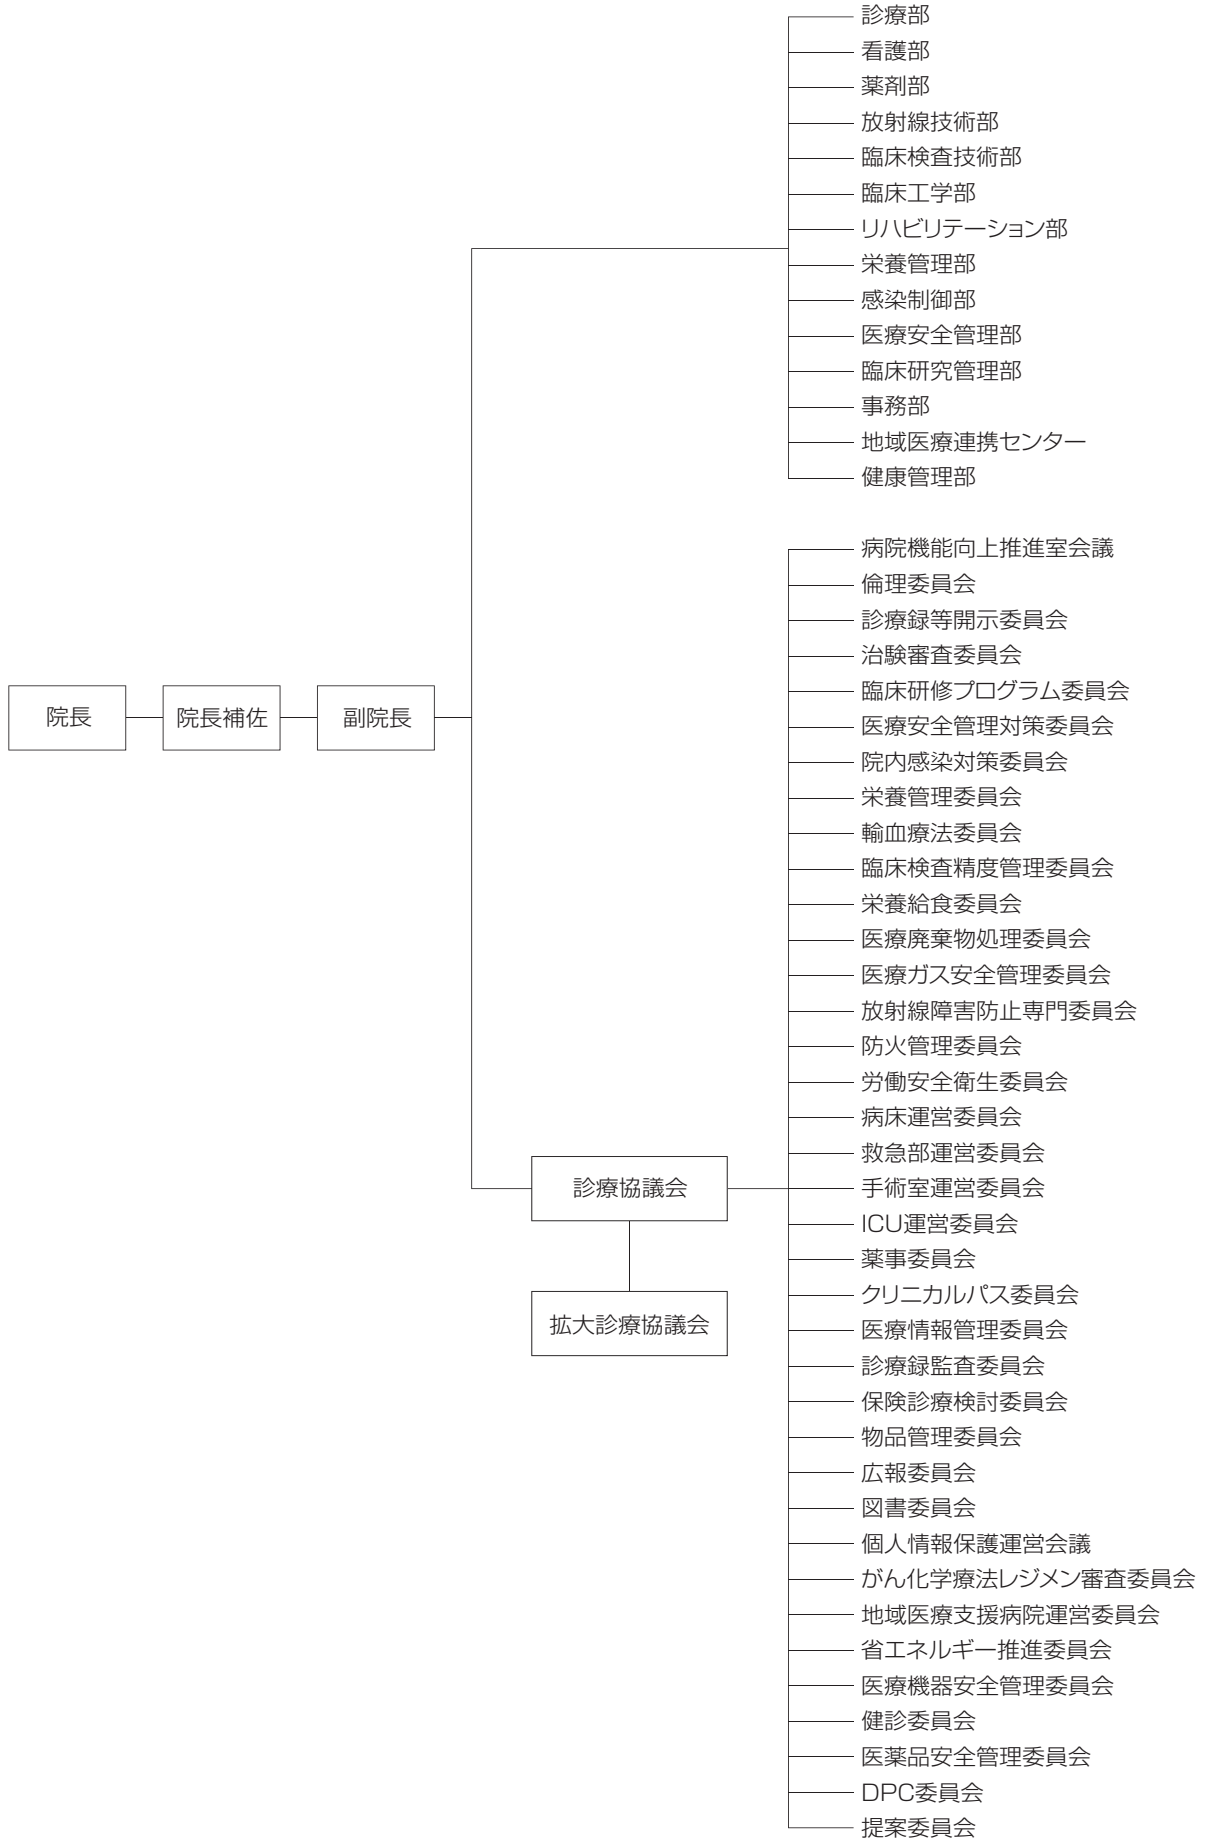 院長
院長補佐
副院長
診療部
看護部
薬剤部
放射線技術部
臨床検査技術部
臨床工学部
リハビリテーション部
栄養管理部
感染制御部
医療安全管理部
臨床研究管理部
事務部
地域医療連携センター
健康管理部
診療協議会
拡大診療協議会
病院機能向上推進室会議
倫理委員会
診療録等開示委員会
治験審査委員会
臨床研修プログラム委員会
医療安全管理対策委員会
院内感染対策委員会
栄養管理委員会
輸血療法委員会
臨床検査精度管理委員会
栄養給食委員会
医療廃棄物処理委員会
医療ガス安全管理委員会
放射線障害防止専門委員会
防火管理委員会
労働安全衛生委員会
病床運営委員会
救急部運営委員会
手術室運営委員会
ICU運営委員会
薬事委員会
クリニカルパス委員会
医療情報管理委員会
診療録監査委員会
保険診療検討委員会
物品管理委員会
広報委員会
図書委員会
個人情報保護運営会議
がん化学療法レジメン審査委員会
地域医療支援病院運営委員会
省エネルギー推進委員会
医療機器安全管理委員会
健診委員会
医薬品安全管理委員会
DPC委員会
提案委員会